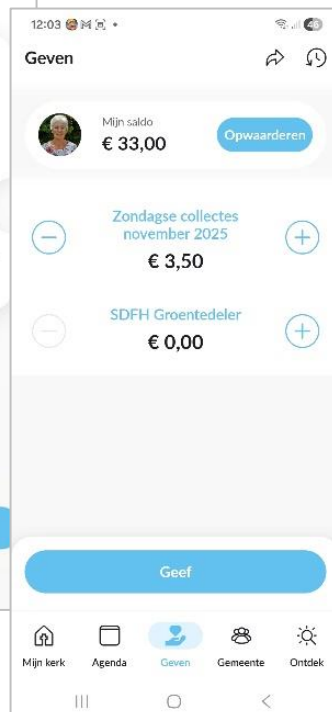 12:03
46
Geven
Mijn saldo
€ 33,00
Opwaarderen
Zondagse collectes
november 2025
€ 3,50
SDFH Groentedeler
€ 0,00
Geef
Mijn kerk Agenda Geven Gemeente Ontdek